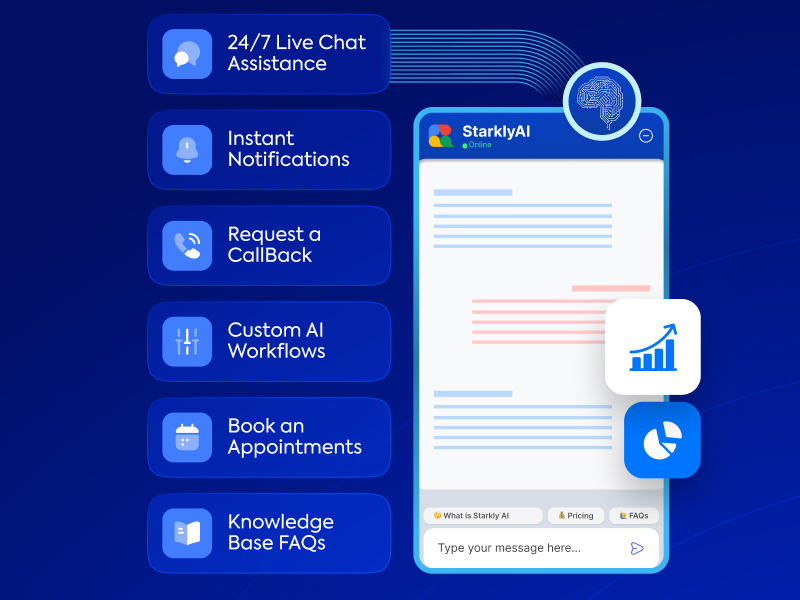 24/7 Live Chat
Assistance
Instant
Notifications
Request a
CallBack
Custom AI
Workflows
Book an
Appointments
Knowledge
Base FAQs
StarklyAI
Online
What is Starkly AI
Pricing
FAQs
Type your message here...